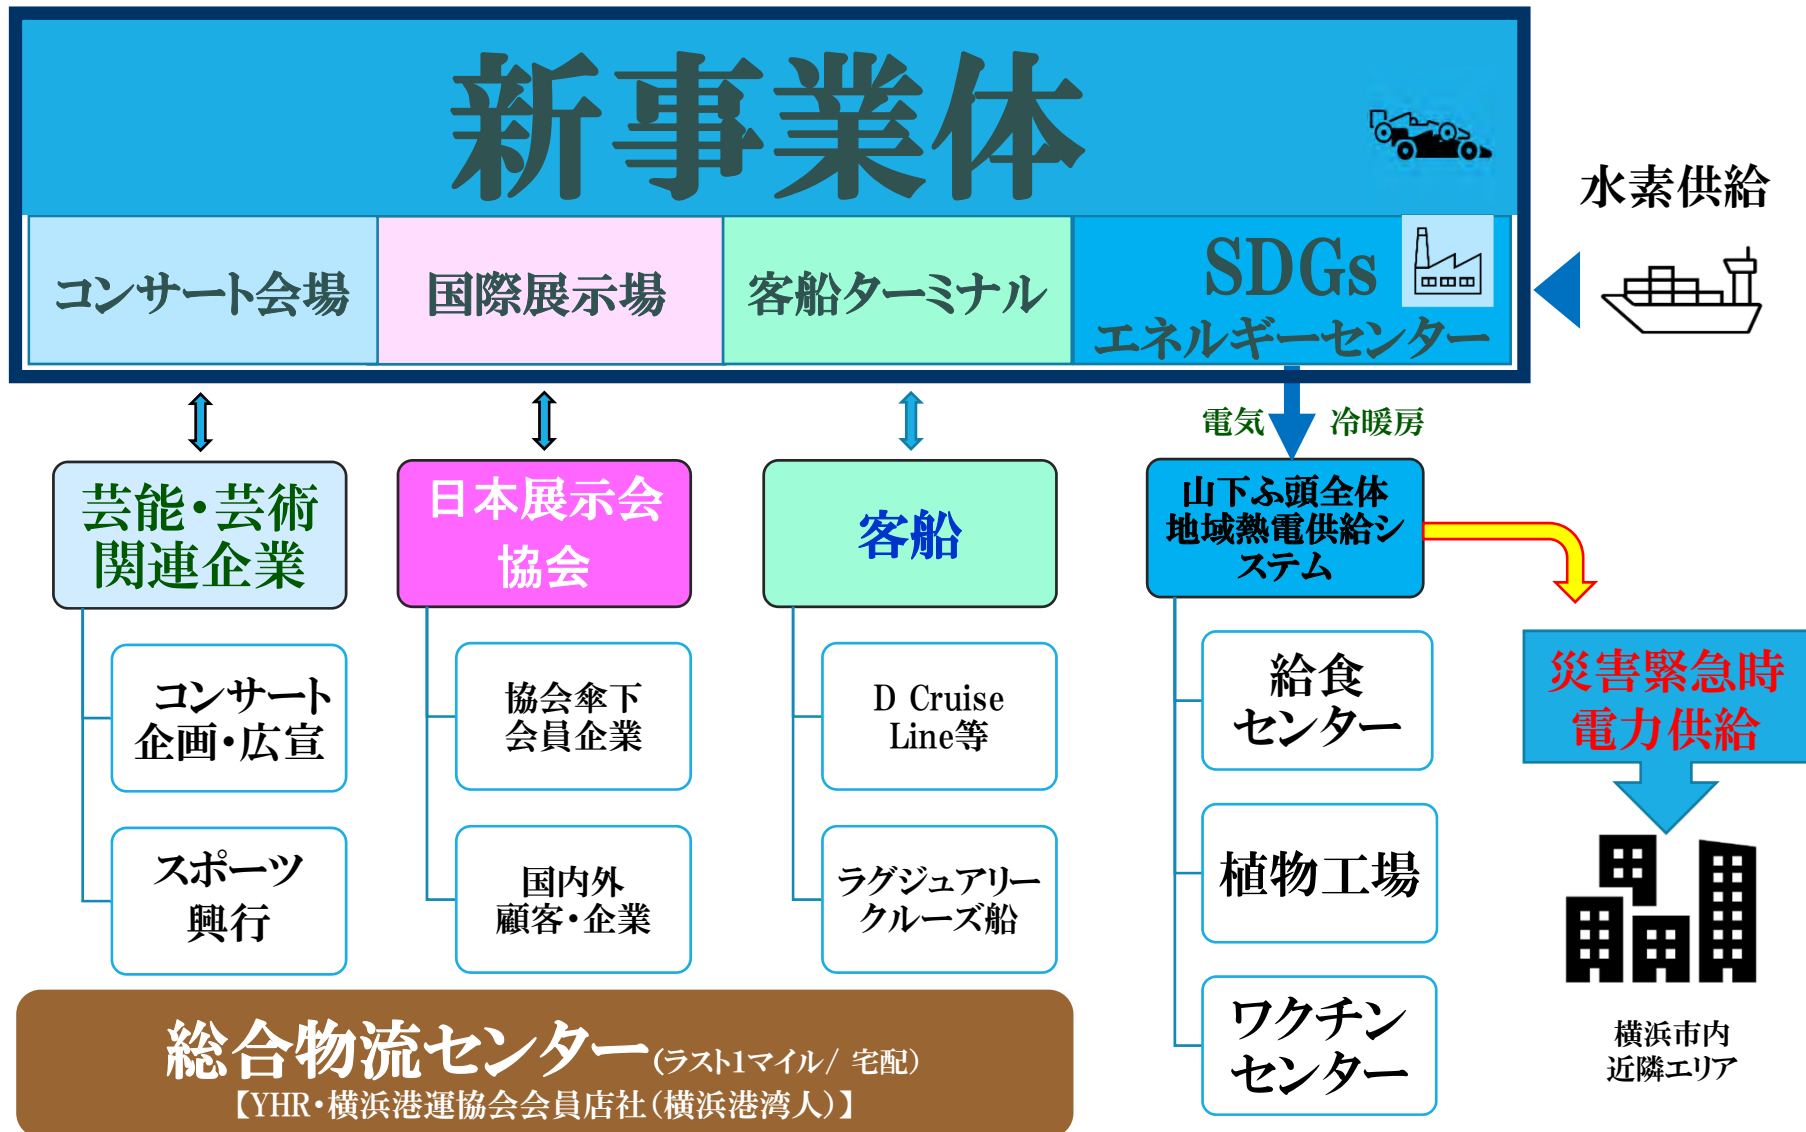 新事業体
水素供給
コンサート会場
国際展示場
客船ターミナル
SDGs
エネルギーセンター
電気
冷暖房
芸能・芸術
関連企業
日本展示会
協会
客船
山下ふ頭全体
地域熱電供給シ
ステム
コンサート
企画・広宣
協会傘下
会員企業
D Cruise
Line等
給食
センター
災害緊急時
電力供給
スポーツ
興行
国内外
顧客・企業
ラグジュアリー
クルーズ船
植物工場
ワクチン
センター
横浜市内
近隣エリア
総合物流センター(ラスト1マイル/ 宅配)
【YHR・横浜港運協会会員店社(横浜港湾人)】